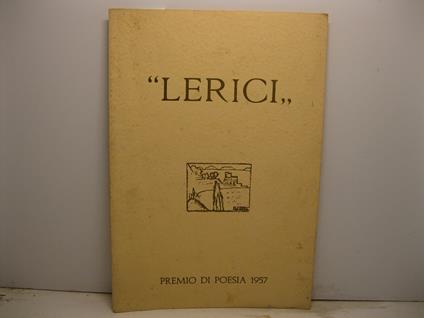 “LERICI„
PREMIO DI POESIA 1957